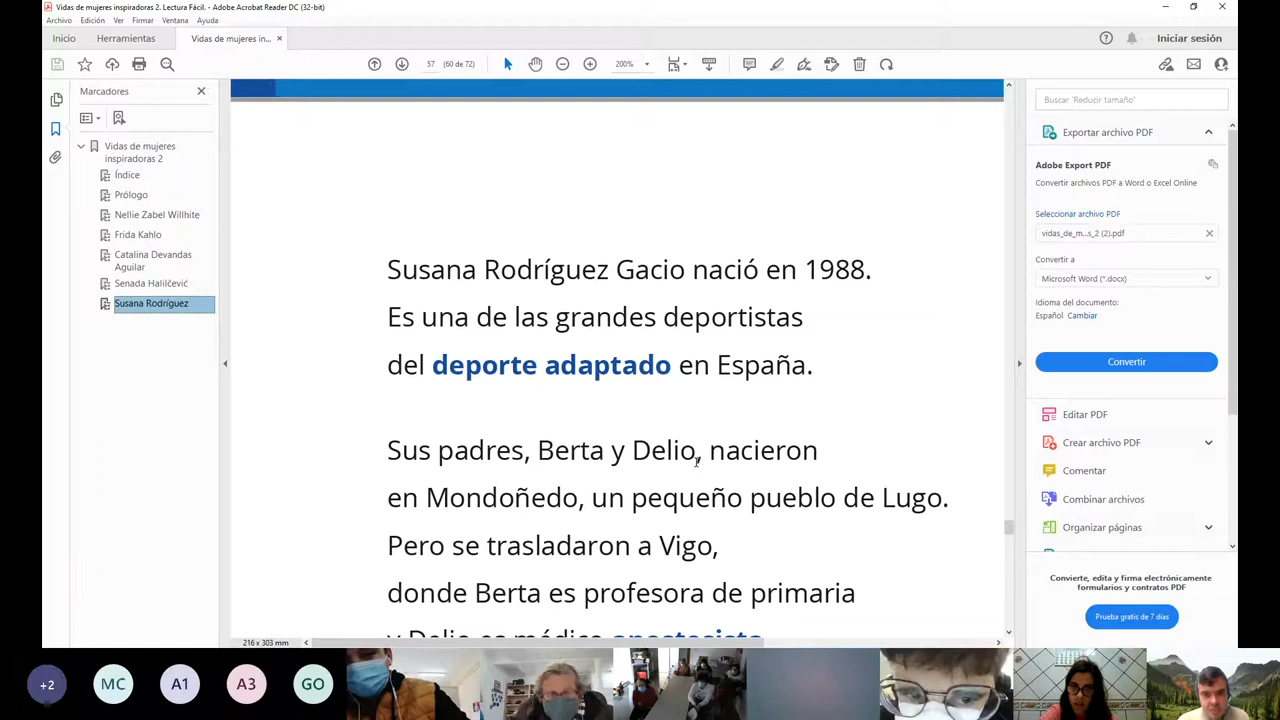 Vidas de mujeres inspiradoras 2. Lectura Fácil. - Adobe Acrobat Reader DC (32-bit)
Archivo Edición Ver Firmar Ventana Ayuda
Inicio Herramientas Vidas de mujeres in... × Iniciar sesión
57 (60 de 72) 200%
Marcadores
Vidas de mujeres
inspiradoras 2
Índice
Prólogo
Nellie Zabel Willhite
Frida Kahlo
Catalina Devandas
Aguilar
Senada Halilčević
Susana Rodríguez
Susana Rodríguez Gacio nació en 1988.
Es una de las grandes deportistas
del deporte adaptado en España.
Sus padres, Berta y Delio, nacieron
en Mondoñedo, un pequeño pueblo de Lugo.
Pero se trasladaron a Vigo,
donde Berta es profesora de primaria
y Delio es médico anestesista
216 x 303 mm
Buscar 'Reducir tamaño'
Exportar archivo PDF
Adobe Export PDF
Convertir archivos PDF a Word o Excel Online
Seleccionar archivo PDF
vidas_de_m...s_2 (2).pdf
Convertir a
Microsoft Word (*.docx)
Idioma del documento:
Español Cambiar
Convertir
Editar PDF
Crear archivo PDF
Comentar
Combinar archivos
Organizar páginas
Convierte, edita y firma electrónicamente
formularios y contratos PDF
Prueba gratis de 7 días
+2 MC A1 A3 GO